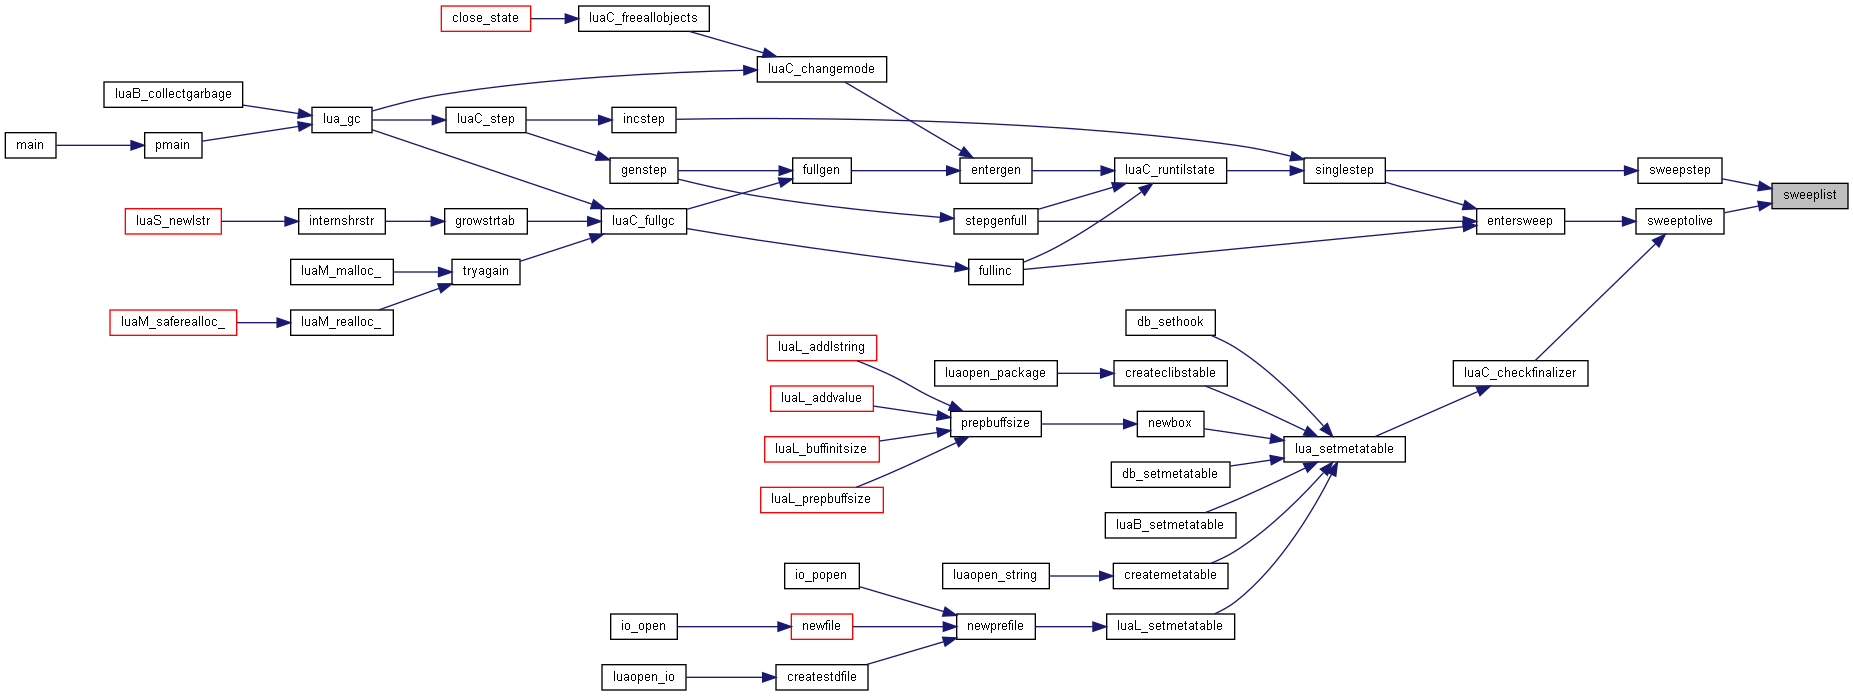 close_state
luaC_freeallobjects
luaC_changemode
luaB_collectgarbage
lua_gc
luaC_step
incstep
main
pmain
genstep
fullgen
entergen
luaC_runtilstate
singlestep
sweepstep
sweeplist
luaS_newlstr
internshrstr
growstrtab
luaC_fullgc
stepgenfull
entersweep
sweeptolive
luaM_malloc_
tryagain
fullinc
luaM_saferealloc_
luaM_realloc_
db_sethook
luaL_addlstring
luaopen_package
createclibstable
luaC_checkfinalizer
luaL_addvalue
prepbuffsize
newbox
luaL_buffinitsize
lua_setmetatable
db_setmetatable
luaL_prepbuffsize
luaB_setmetatable
io_popen
luaopen_string
createmetatable
io_open
newfile
newprefile
luaL_setmetatable
luaopen_io
createstdfile